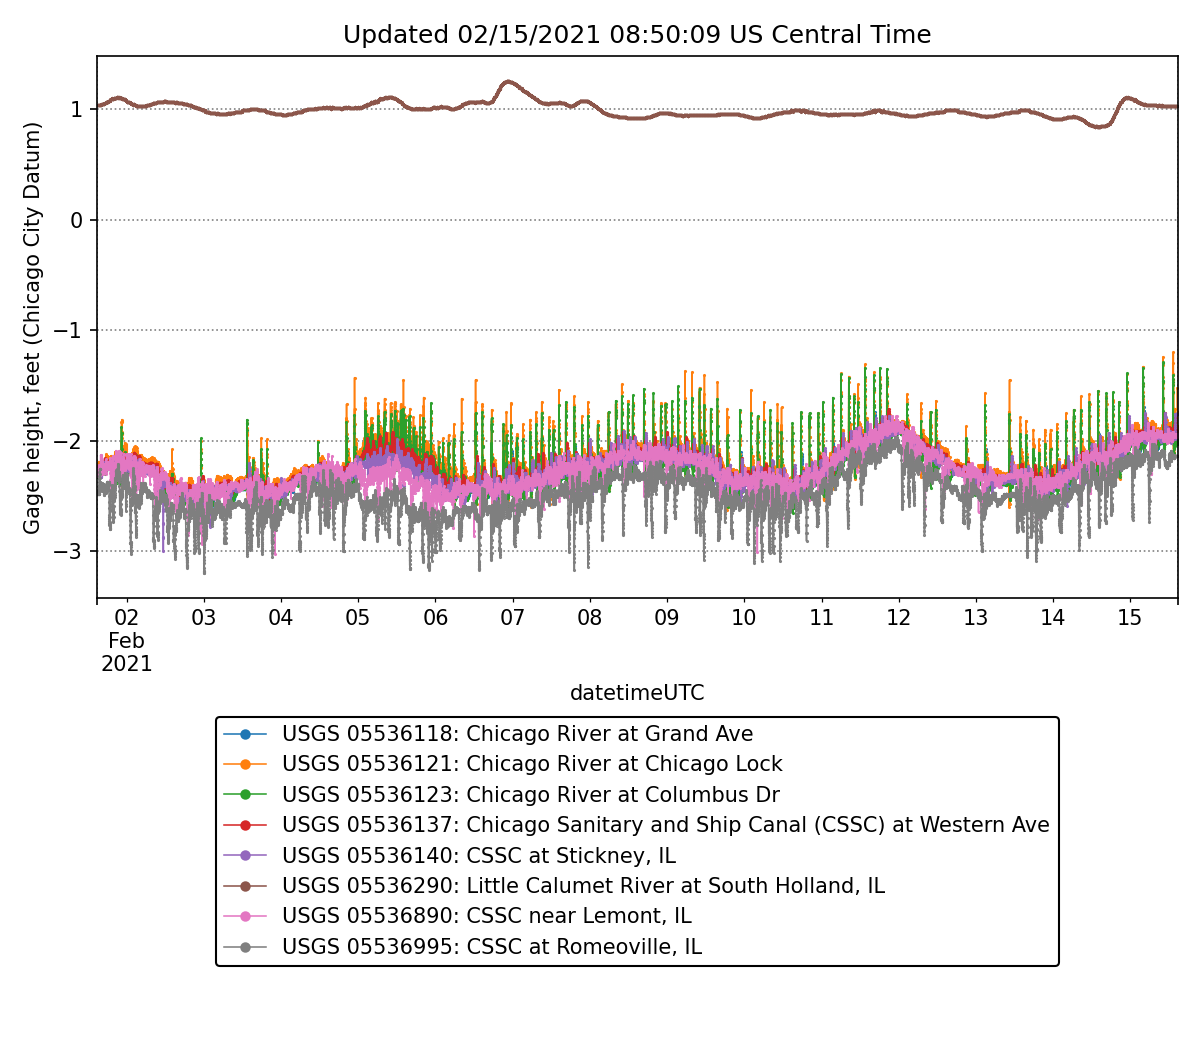 Updated 02/15/2021 08:50:09 US Central Time
Gage height, feet (Chicago City Datum)
1
0
−1
−2
−3
02 03 04 05 06 07 08 09 10 11 12 13 14 15
Feb
2021
datetimeUTC
USGS 05536118: Chicago River at Grand Ave
USGS 05536121: Chicago River at Chicago Lock
USGS 05536123: Chicago River at Columbus Dr
USGS 05536137: Chicago Sanitary and Ship Canal (CSSC) at Western Ave
USGS 05536140: CSSC at Stickney, IL
USGS 05536290: Little Calumet River at South Holland, IL
USGS 05536890: CSSC near Lemont, IL
USGS 05536995: CSSC at Romeoville, IL